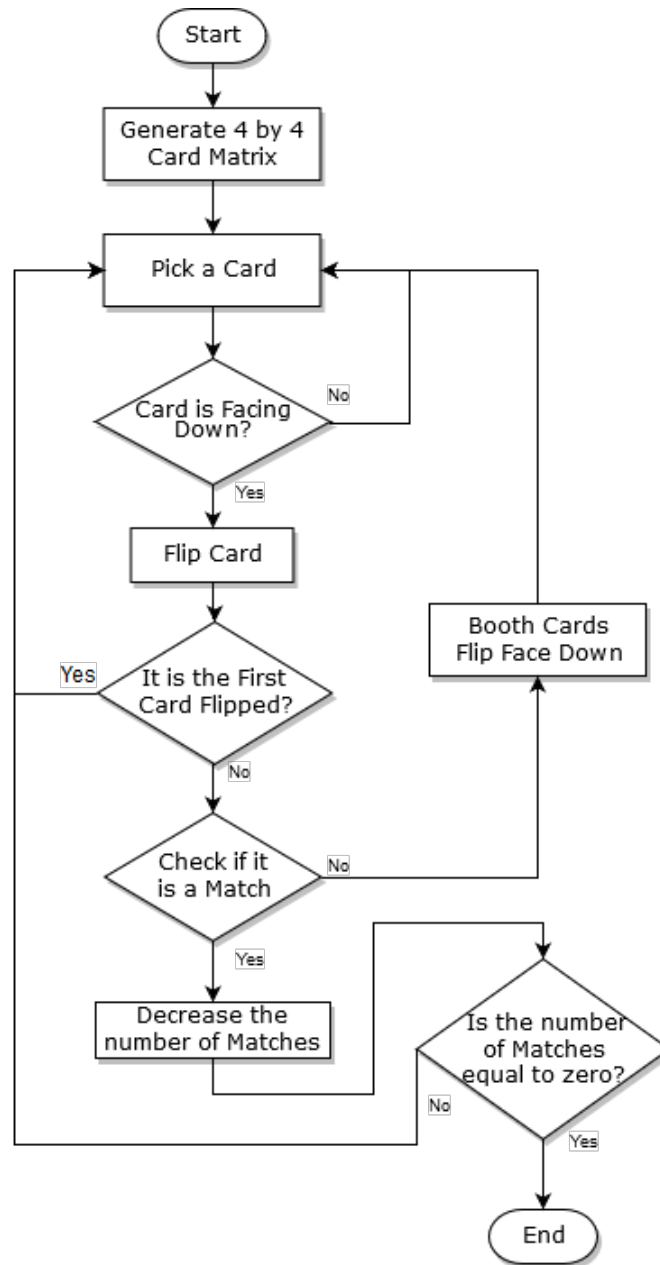 Start
Generate 4 by 4
Card Matrix
Pick a Card
Card is Facing
Down?
No
Yes
Flip Card
Booth Cards
Flip Face Down
It is the First
Card Flipped?
Yes
No
Check if it
is a Match
No
Yes
Decrease the
number of Matches
Is the number
of Matches
equal to zero?
No
Yes
End